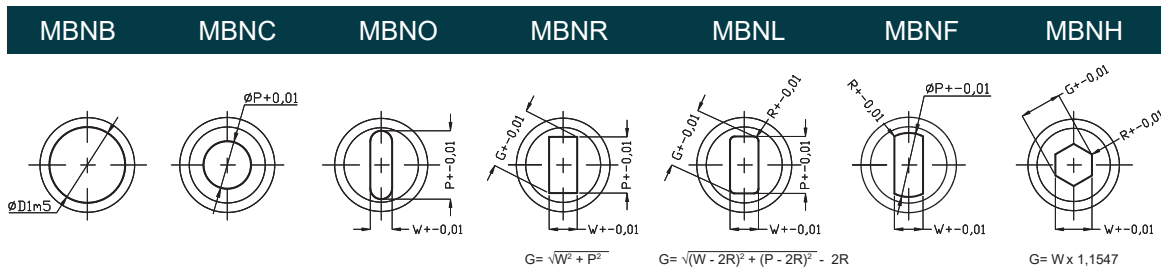 MBNB MBNC MBNO MBNR MBNL MBNF MBNH
øD1m5
øP+0,01
P+-0,01
W+-0,01
G+-0,01
P+-0,01
W+-0,01
G+-0,01
R+-0,01
P+-0,01
W+-0,01
R+-0,01
øP+-0,01
W+-0,01
G+-0,01
R+-0,01
W+-0,01
G= √W² + P²
G= √(W - 2R)² + (P - 2R)² - 2R
G= W x 1,1547